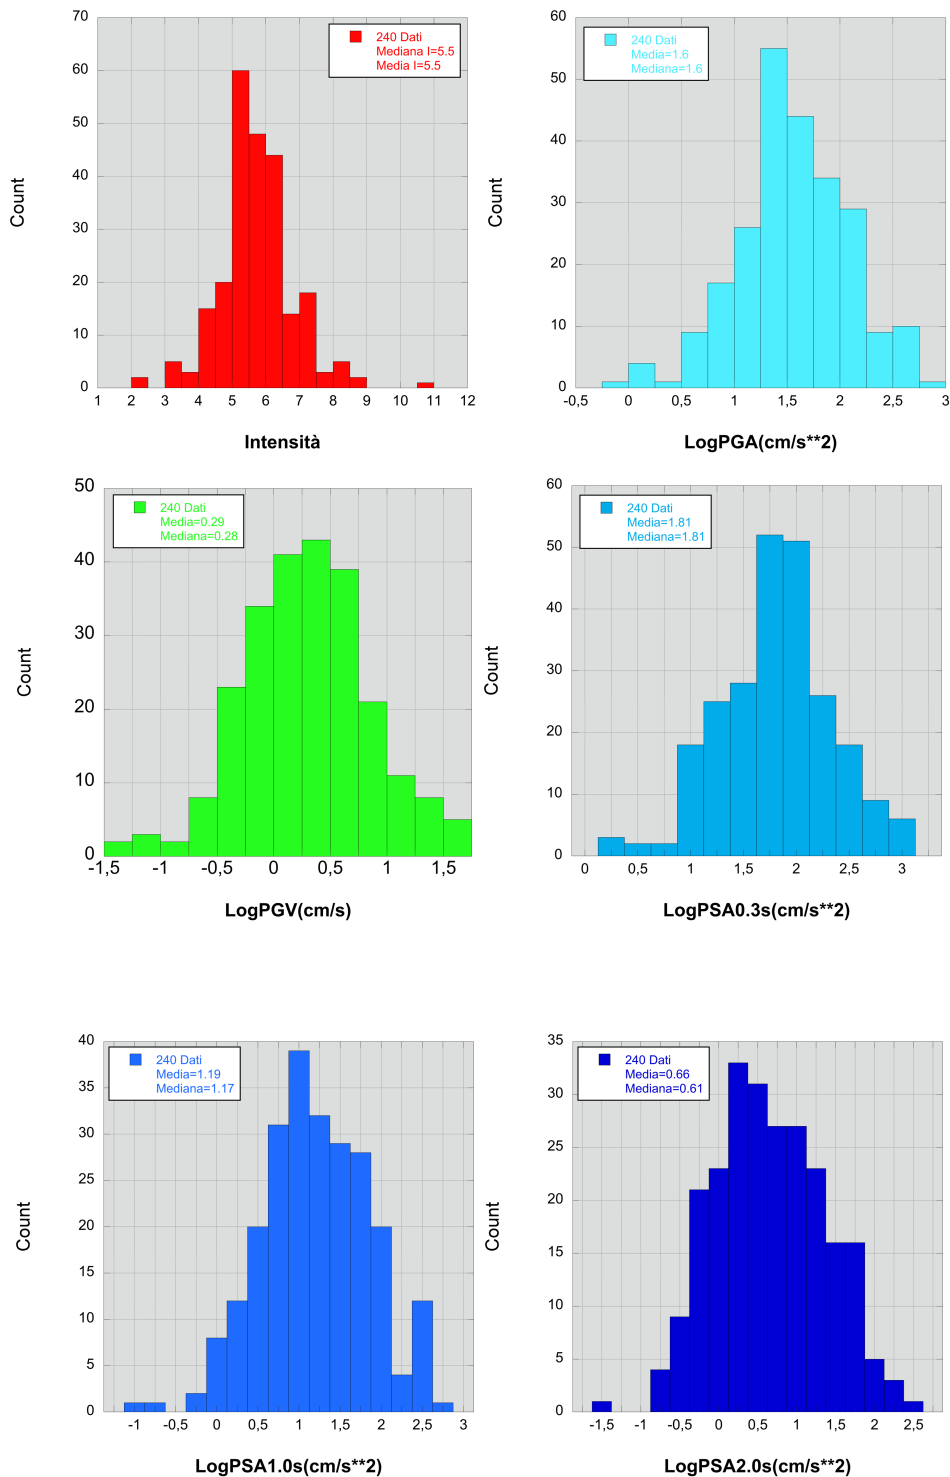 70
60
50
40
30
20
10
0
Count
240 Dati
Mediana I=5.5
Media I=5.5
1 2 3 4 5 6 7 8 9 10 11 12
Intensità
60
50
40
30
20
10
0
Count
240 Dati
Media=1.6
Mediana=1.6
-0,5 0 0,5 1 1,5 2 2,5 3
LogPGA(cm/s**2)
50
40
30
20
10
0
Count
240 Dati
Media=0.29
Mediana=0.28
-1,5 -1 -0,5 0 0,5 1 1,5
LogPGV(cm/s)
60
50
40
30
20
10
0
Count
240 Dati
Media=1.81
Mediana=1.81
0 0,5 1 1,5 2 2,5 3
LogPSA0.3s(cm/s**2)
40
35
30
25
20
15
10
5
0
Count
240 Dati
Media=1.19
Mediana=1.17
-1 -0,5 0 0,5 1 1,5 2 2,5 3
LogPSA1.0s(cm/s**2)
35
30
25
20
15
10
5
0
Count
240 Dati
Media=0.66
Mediana=0.61
-1,5 -1 -0,5 0 0,5 1 1,5 2 2,5
LogPSA2.0s(cm/s**2)